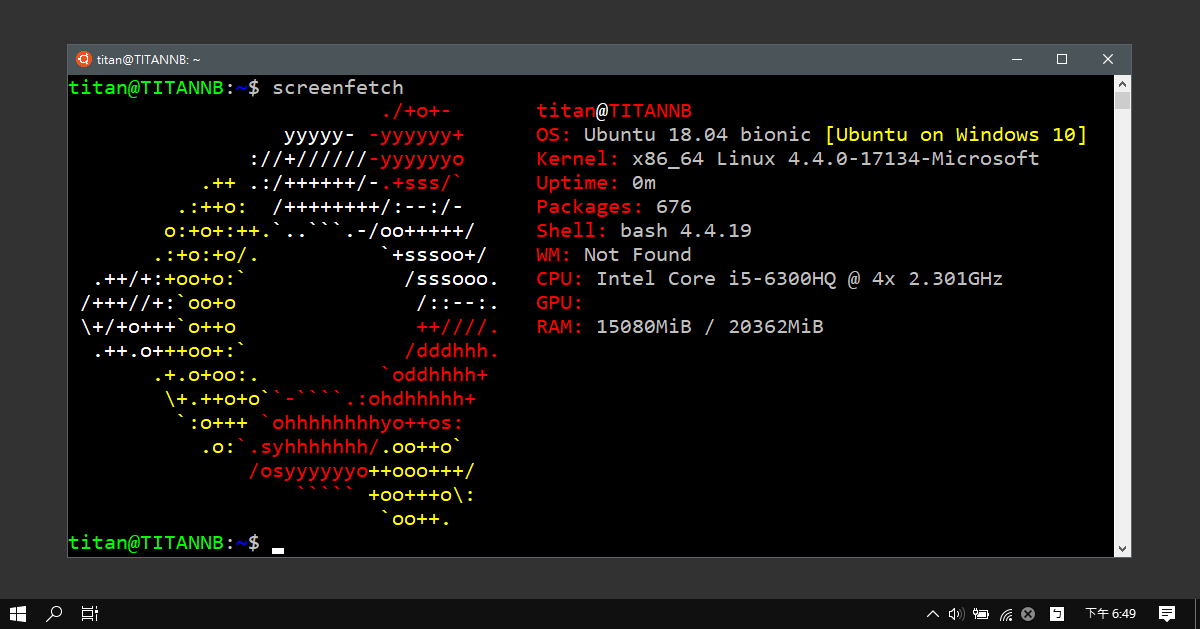 titan@TITANNB: ~
titan@TITANNB:~$ screenfetch
                          ./+o+-       titan@TITANNB
                  yyyyy- -yyyyyy+      OS: Ubuntu 18.04 bionic [Ubuntu on Windows 10]
               ://+//////-yyyyyyo      Kernel: x86_64 Linux 4.4.0-17134-Microsoft
           .++ .:/++++++/-.+sss/`      Uptime: 0m
         .:++o:  /++++++++/:--:/-      Packages: 676
        o:+o+:++.`..```.-/oo+++++/     Shell: bash 4.4.19
       .:+o:+o/.          `+sssoo+/    WM: Not Found
  .++/+:+oo+o:`             /sssooo.   CPU: Intel Core i5-6300HQ @ 4x 2.301GHz
 /+++//+:`oo+o               /::--:.   GPU:
 \+/+o+++`o++o               ++////.   RAM: 15080MiB / 20362MiB
  .++.o+++oo+:`             /dddhhh.
       .+.o+oo:.          `oddhhhh+
        \+.++o+o``-````.:ohdhhhhh+
         `:o+++ `ohhhhhhhhyo++os:
           .o:`.syhhhhhhh/.oo++o`
               /osyyyyyyo++ooo+++/
                   ````` +oo+++o\:
                          `oo++.
titan@TITANNB:~$
ㄅ 下午 6:49